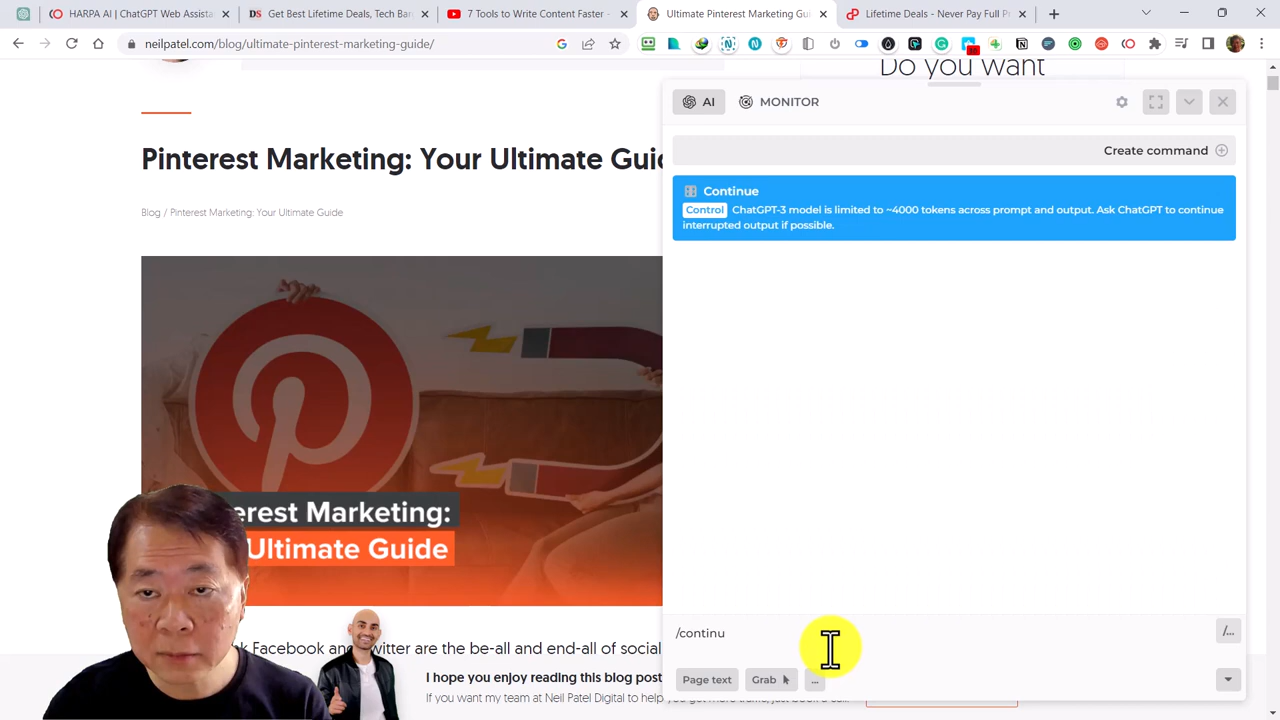 HARPA AI | ChatGPT Web Assista
Get Best Lifetime Deals, Tech Bar
7 Tools to Write Content Faster -
Ultimate Pinterest Marketing Gui
Lifetime Deals - Never Pay Full P
neilpatel.com/blog/ultimate-pinterest-marketing-guide/
Do you want
AI
MONITOR
Create command
Pinterest Marketing: Your Ultimate Guid
Continue
Control ChatGPT-3 model is limited to ~4000 tokens across prompt and output. Ask ChatGPT to continue
interrupted output if possible.
Blog / Pinterest Marketing: Your Ultimate Guide
erest Marketing:
Ultimate Guide
/continu
/...
k Facebook and Twitter are the be-all and end-all of social
I hope you enjoy reading this blog post
If you want my team at Neil Patel Digital to help
Page text
Grab
...